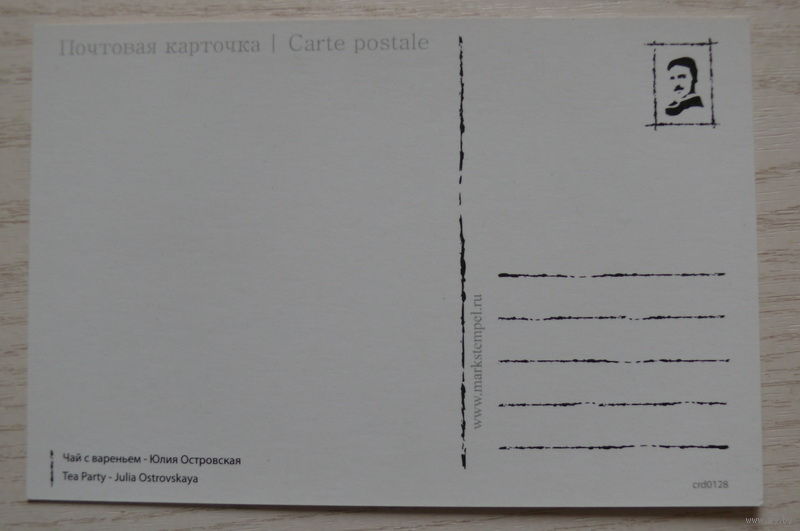 Почтовая карточка | Carte postale
www.markstempel.ru
Чай с вареньем - Юлия Островская
Tea Party - Julia Ostrovskaya
crd0128